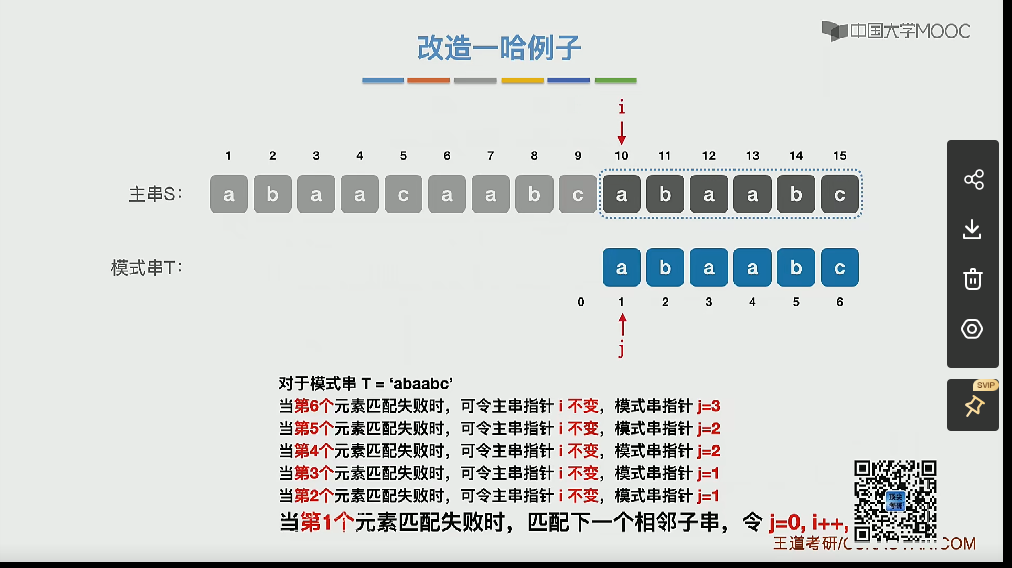 中国大学MOOC
改造一哈例子
i
1 2 3 4 5 6 7 8 9 10 11 12 13 14 15
主串S: a b a a c a a b c a b a a b c
模式串T: a b a a b c
0 1 2 3 4 5 6
j
对于模式串 T = ‘abaabc’
当第6个元素匹配失败时，可令主串指针 i 不变，模式串指针 j=3
当第5个元素匹配失败时，可令主串指针 i 不变，模式串指针 j=2
当第4个元素匹配失败时，可令主串指针 i 不变，模式串指针 j=2
当第3个元素匹配失败时，可令主串指针 i 不变，模式串指针 j=1
当第2个元素匹配失败时，可令主串指针 i 不变，模式串指针 j=1
当第1个元素匹配失败时，匹配下一个相邻子串，令 j=0, i++,
王道考研/
SVIP